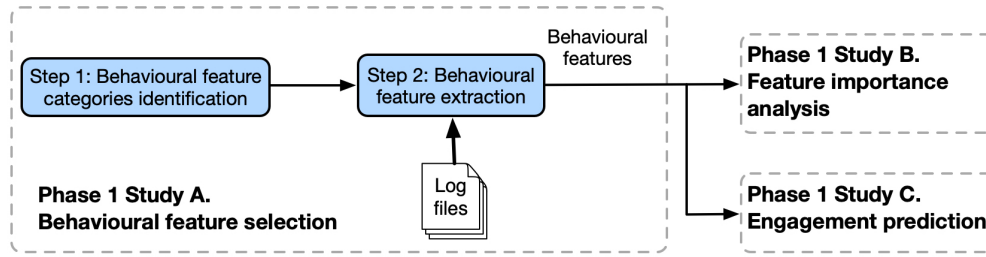 Step 1: Behavioural feature
categories identification
Step 2: Behavioural
feature extraction
Behavioural
features
Log
files
Phase 1 Study A.
Behavioural feature selection
Phase 1 Study B.
Feature importance
analysis
Phase 1 Study C.
Engagement prediction